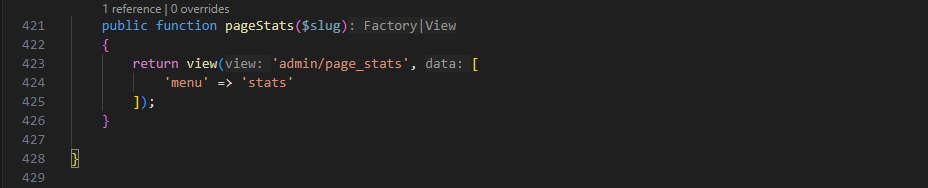 1 reference | 0 overrides
421 public function pageStats($slug): Factory|View
422 {
423 return view(view: 'admin/page_stats', data: [
424 'menu' => 'stats'
425 ]);
426 }
427
428 }
429